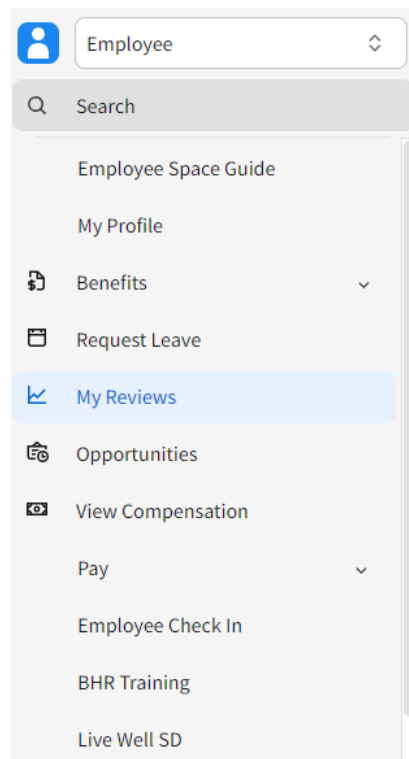 Employee
Search
Employee Space Guide
My Profile
Benefits
Request Leave
My Reviews
Opportunities
View Compensation
Pay
Employee Check In
BHR Training
Live Well SD